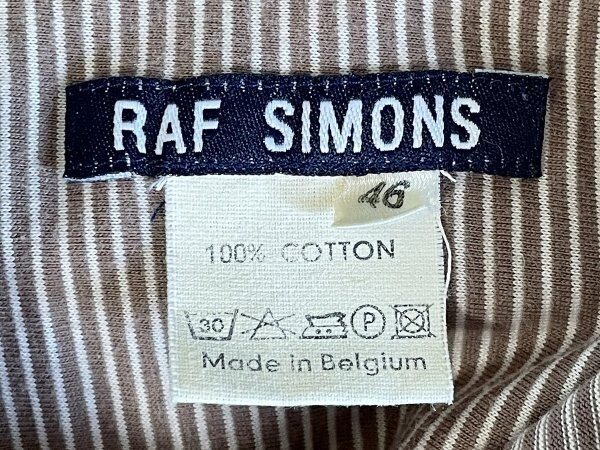 RAF SIMONS
46
100% COTTON
30 P
Made in Belgium